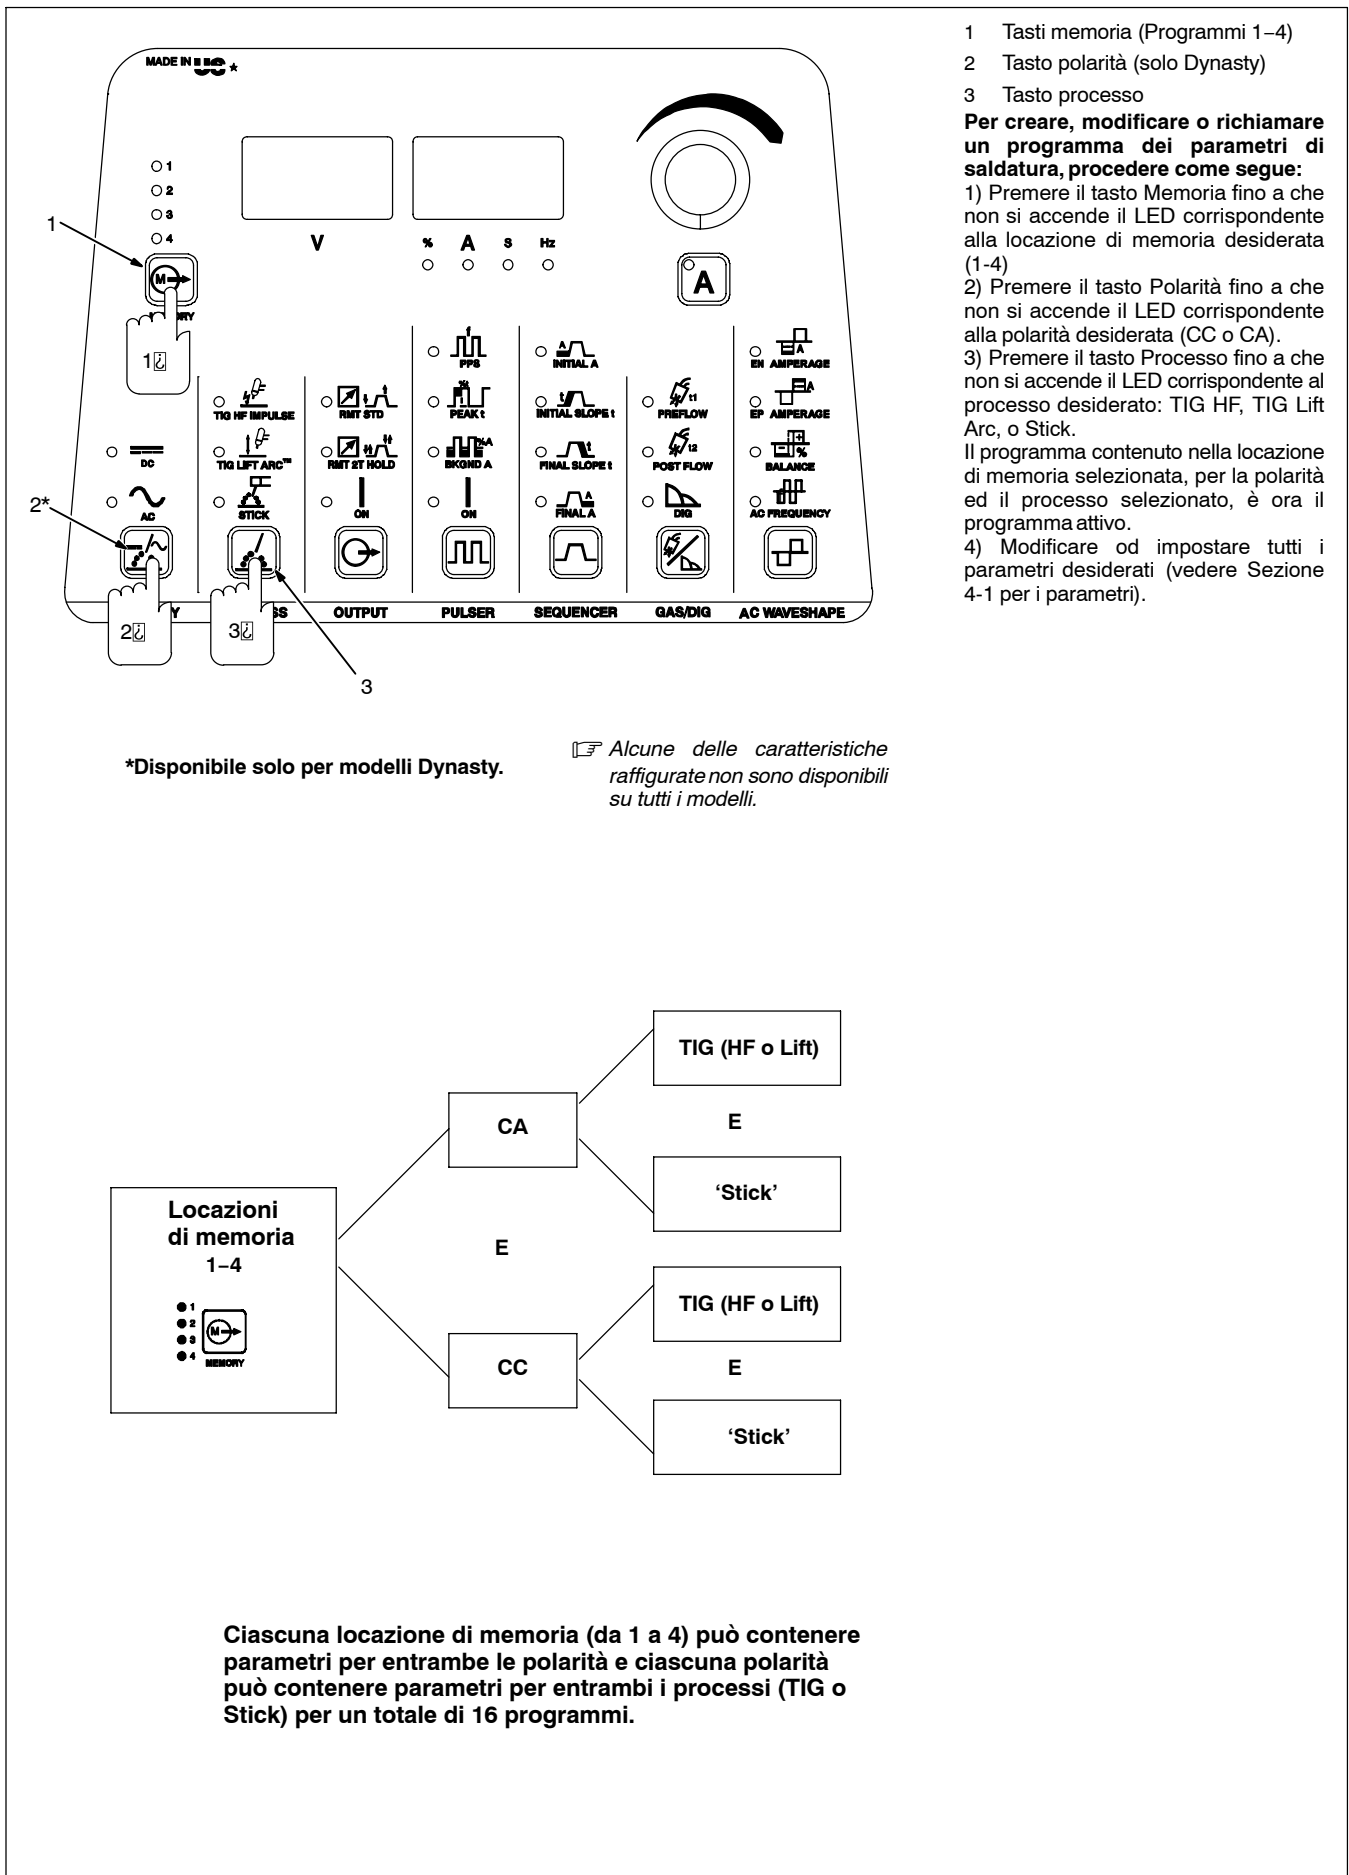 MADE IN
1
2
3
4
1
V
%
A
S
Hz
A
1
PPS
INITIAL A
EN AMPERAGE
TIG HF IMPULSE
RMT STD
PEAK t
INITIAL SLOPE t
PREFLOW
EP AMPERAGE
DC
TIG LIFT ARC™
RMT 2T HOLD
BKGND A
FINAL SLOPE t
POST FLOW
BALANCE
2*
AC
STICK
ON
ON
FINAL A
DIG
AC FREQUENCY
OUTPUT
PULSER
SEQUENCER
GAS/DIG
AC WAVESHAPE
2
3
3
1 Tasti memoria (Programmi 1–4)
2 Tasto polarità (solo Dynasty)
3 Tasto processo
Per creare, modificare o richiamare
un programma dei parametri di
saldatura, procedere come segue:
1) Premere il tasto Memoria fino a che
non si accende il LED corrispondente
alla locazione di memoria desiderata
(1-4)
2) Premere il tasto Polarità fino a che
non si accende il LED corrispondente
alla polarità desiderata (CC o CA).
3) Premere il tasto Processo fino a che
non si accende il LED corrispondente al
processo desiderato: TIG HF, TIG Lift
Arc, o Stick.
Il programma contenuto nella locazione
di memoria selezionata, per la polarità
ed il processo selezionato, è ora il
programma attivo.
4) Modificare od impostare tutti i
parametri desiderati (vedere Sezione
4-1 per i parametri).
*Disponibile solo per modelli Dynasty.
Alcune delle caratteristiche
raffigurate non sono disponibili
su tutti i modelli.
TIG (HF o Lift)
CA
E
‘Stick’
Locazioni
di memoria
1–4
1
2
3
4
M
MEMORY
E
TIG (HF o Lift)
CC
E
‘Stick’
Ciascuna locazione di memoria (da 1 a 4) può contenere
parametri per entrambe le polarità e ciascuna polarità
può contenere parametri per entrambi i processi (TIG o
Stick) per un totale di 16 programmi.